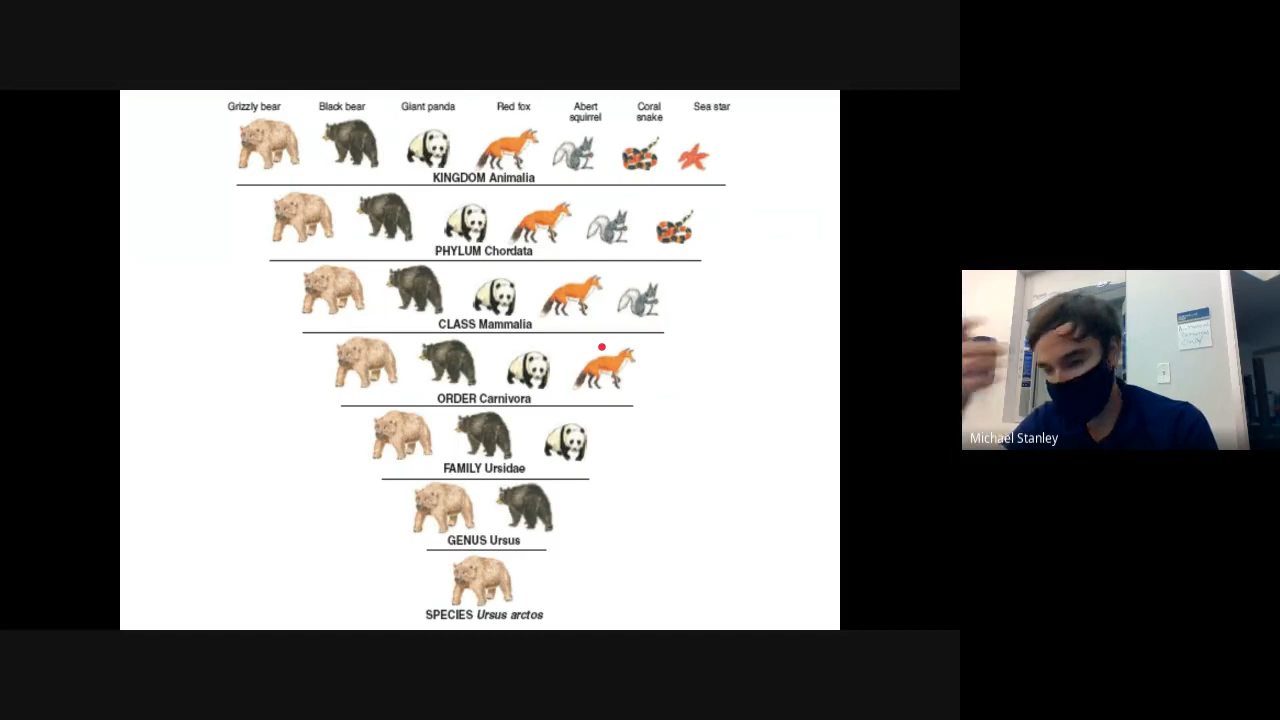 Grizzly bear Black bear Giant panda Red fox Abert squirrel Coral snake Sea star
KINGDOM Animalia
PHYLUM Chordata
CLASS Mammalia
ORDER Carnivora
FAMILY Ursidae
GENUS Ursus
SPECIES Ursus arctos
Michael Stanley